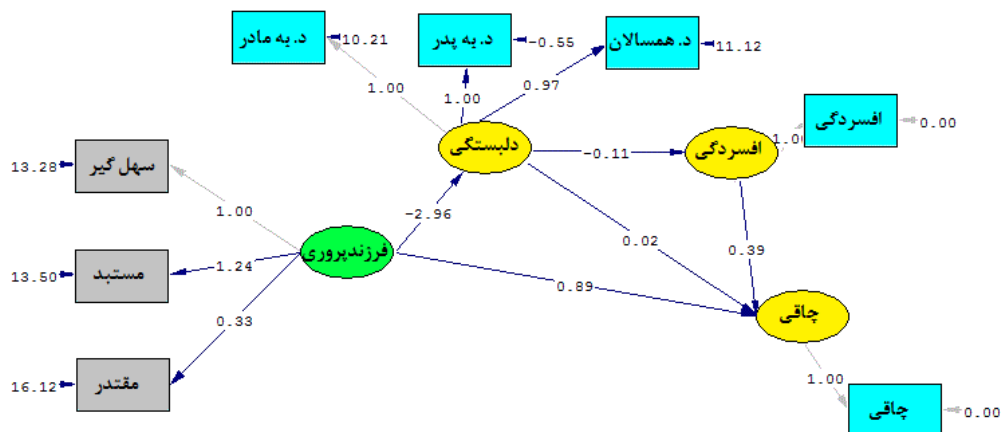 د. به مادر
10.21
د. به پدر
-0.55
د. همسالان
11.12
1.00
1.00
0.97
افسردگی
0.00
1.00
دلبستگی
-0.11
افسردگی
سهل گیر
13.28
1.00
-2.96
فرزندپروری
0.02
0.39
مستبد
13.50
-1.24
0.89
چاقی
0.33
مقتدر
16.12
1.00
چاقی
0.00